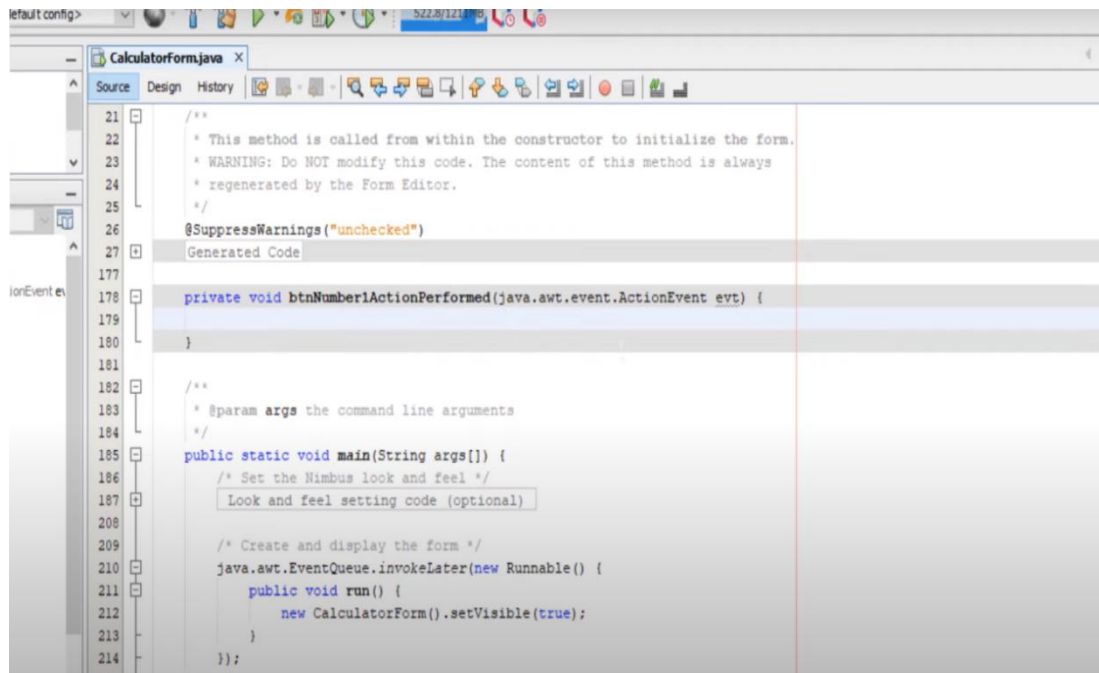 efault config>
522.8/1211MB
CalculatorForm.java
Source Design History
21 /**
22 * This method is called from within the constructor to initialize the form.
23 * WARNING: Do NOT modify this code. The content of this method is always
24 * regenerated by the Form Editor.
25 */
26 @SuppressWarnings("unchecked")
27 Generated Code
177
ionEvent ev
178 private void btnNumber1ActionPerformed(java.awt.event.ActionEvent evt) {
179
180 }
181
182 /**
183 * @param args the command line arguments
184 */
185 public static void main(String args[]) {
186 /* Set the Nimbus look and feel */
187 Look and feel setting code (optional)
208
209 /* Create and display the form */
210 java.awt.EventQueue.invokeLater(new Runnable() {
211 public void run() {
212 new CalculatorForm().setVisible(true);
213 }
214 });